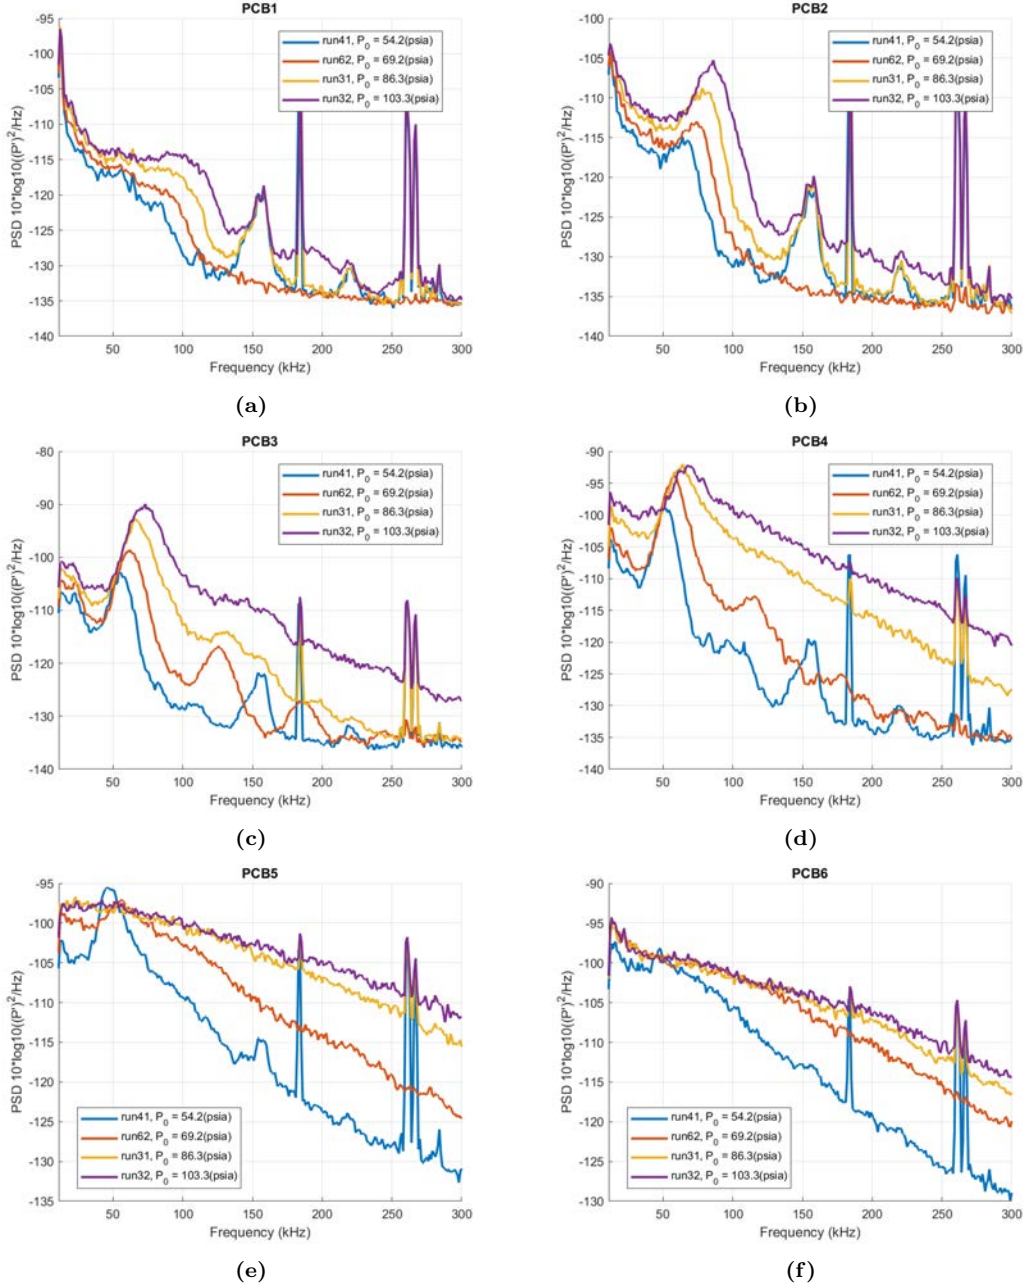 PCB1
PSD 10*log10((P')²/Hz)
-95
-100
-105
-110
-115
-120
-125
-130
-135
-140
run41, P₀ = 54.2(psia)
run62, P₀ = 69.2(psia)
run31, P₀ = 86.3(psia)
run32, P₀ = 103.3(psia)
50 100 150 200 250 300
Frequency (kHz)
(a)
PCB2
PSD 10*log10((P')²/Hz)
-100
-105
-110
-115
-120
-125
-130
-135
-140
run41, P₀ = 54.2(psia)
run62, P₀ = 69.2(psia)
run31, P₀ = 86.3(psia)
run32, P₀ = 103.3(psia)
50 100 150 200 250 300
Frequency (kHz)
(b)
PCB3
PSD 10*log10((P')²/Hz)
-80
-90
-100
-110
-120
-130
-140
run41, P₀ = 54.2(psia)
run62, P₀ = 69.2(psia)
run31, P₀ = 86.3(psia)
run32, P₀ = 103.3(psia)
50 100 150 200 250 300
Frequency (kHz)
(c)
PCB4
PSD 10*log10((P')²/Hz)
-90
-95
-100
-105
-110
-115
-120
-125
-130
-135
-140
run41, P₀ = 54.2(psia)
run62, P₀ = 69.2(psia)
run31, P₀ = 86.3(psia)
run32, P₀ = 103.3(psia)
50 100 150 200 250 300
Frequency (kHz)
(d)
PCB5
PSD 10*log10((P')²/Hz)
-95
-100
-105
-110
-115
-120
-125
-130
-135
run41, P₀ = 54.2(psia)
run62, P₀ = 69.2(psia)
run31, P₀ = 86.3(psia)
run32, P₀ = 103.3(psia)
50 100 150 200 250 300
Frequency (kHz)
(e)
PCB6
PSD 10*log10((P')²/Hz)
-90
-95
-100
-105
-110
-115
-120
-125
-130
run41, P₀ = 54.2(psia)
run62, P₀ = 69.2(psia)
run31, P₀ = 86.3(psia)
run32, P₀ = 103.3(psia)
50 100 150 200 250 300
Frequency (kHz)
(f)